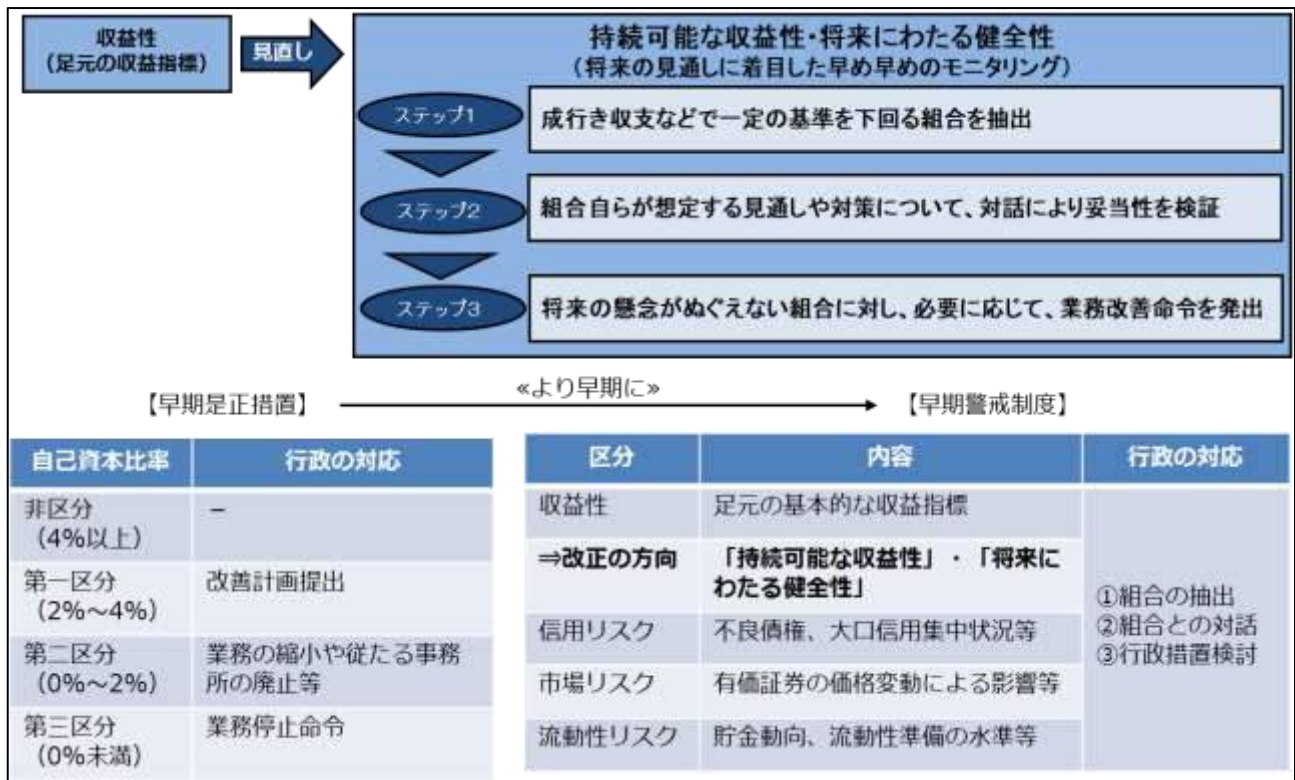 収益性
(足元の収益指標)
見直し
持続可能な収益性・将来にわたる健全性
(将来の見通しに着目した早め早めのモニタリング)
ステップ1
成行き収支などで一定の基準を下回る組合を抽出
ステップ2
組合自らが想定する見通しや対策について、対話により妥当性を検証
ステップ3
将来の懸念がぬぐえない組合に対し、必要に応じて、業務改善命令を発出
【早期是正措置】
≪より早期に≫
【早期警戒制度】
自己資本比率
行政の対応
非区分
(4%以上)
－
第一区分
(2%～4%)
改善計画提出
第二区分
(0%～2%)
業務の縮小や従たる事務
所の廃止等
第三区分
(0%未満)
業務停止命令
区分
内容
行政の対応
収益性
足元の基本的な収益指標
⇒改正の方向
「持続可能な収益性」・「将来に
わたる健全性」
信用リスク
不良債権、大口信用集中状況等
市場リスク
有価証券の価格変動による影響等
流動性リスク
貯金動向、流動性準備の水準等
①組合の抽出
②組合との対話
③行政措置検討